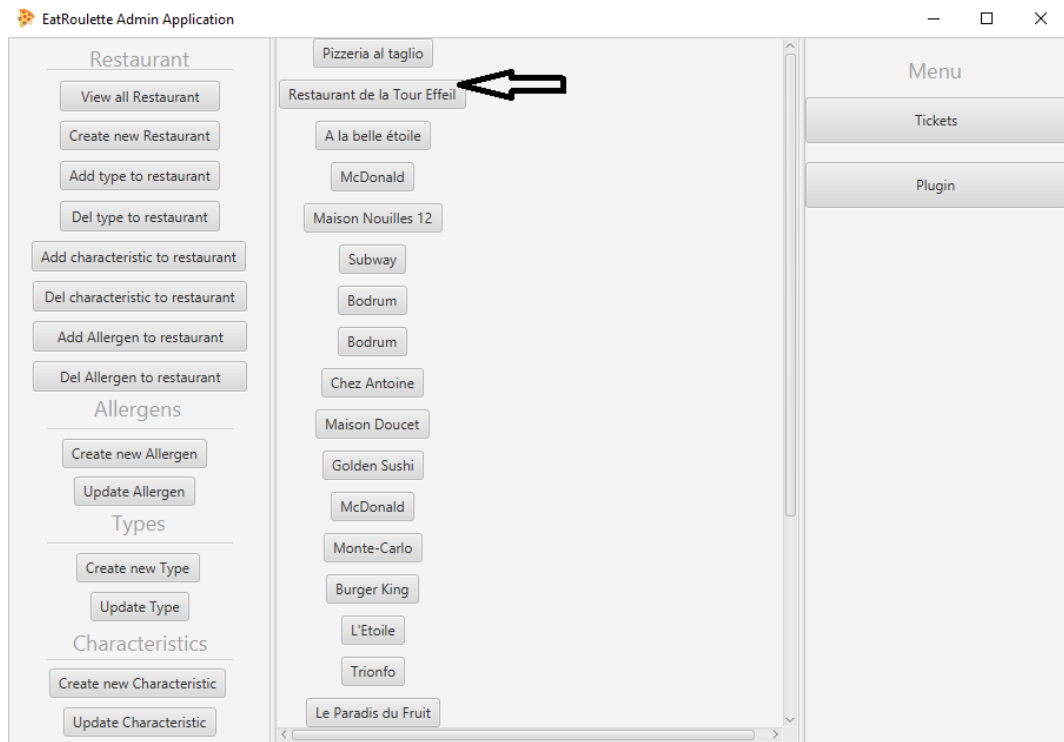 EatRoulette Admin Application
Restaurant
View all Restaurant
Create new Restaurant
Add type to restaurant
Del type to restaurant
Add characteristic to restaurant
Del characteristic to restaurant
Add Allergen to restaurant
Del Allergen to restaurant
Allergens
Create new Allergen
Update Allergen
Types
Create new Type
Update Type
Characteristics
Create new Characteristic
Update Characteristic
Pizzeria al taglio
Restaurant de la Tour Effeil
A la belle étoile
McDonald
Maison Nouilles 12
Subway
Bodrum
Bodrum
Chez Antoine
Maison Doucet
Golden Sushi
McDonald
Monte-Carlo
Burger King
L'Etoile
Trionfo
Le Paradis du Fruit
Menu
Tickets
Plugin